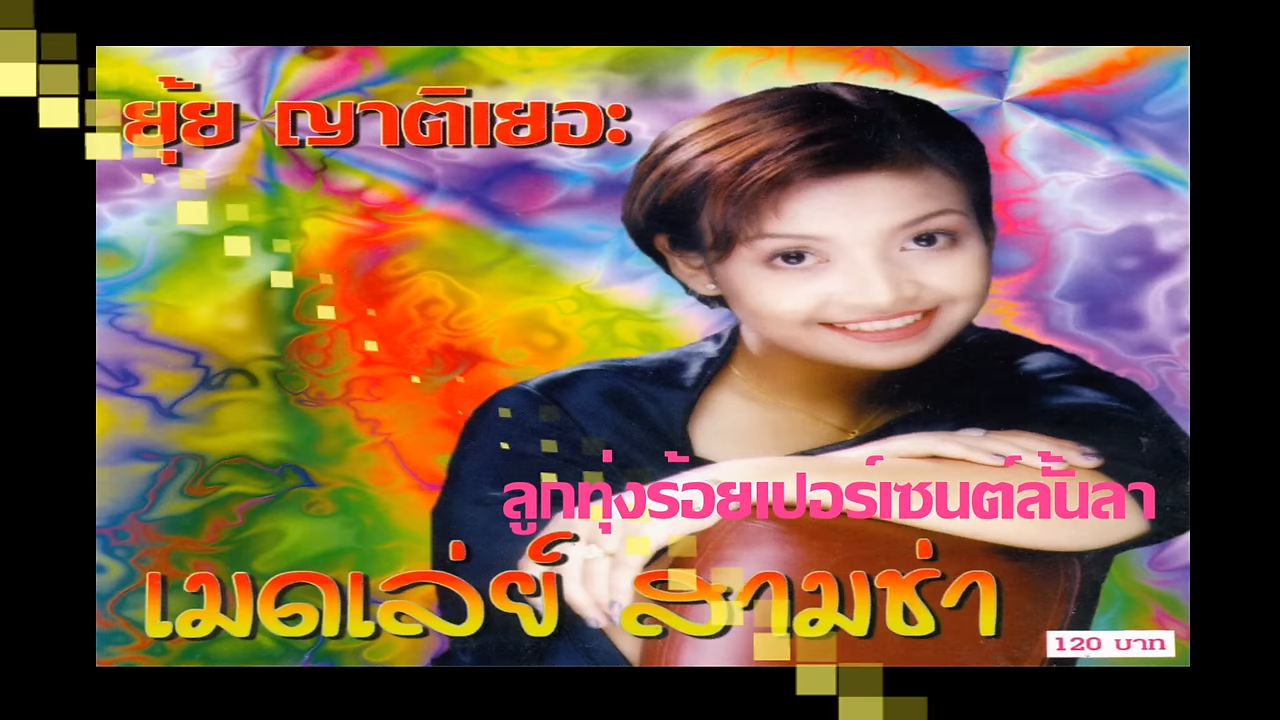 ยุ้ย ญาติเยอะ
ลูกทุ่งร้อยเปอร์เซนต์ลั้นลา
เมดเล่ย์ สามช่า
120 บาท